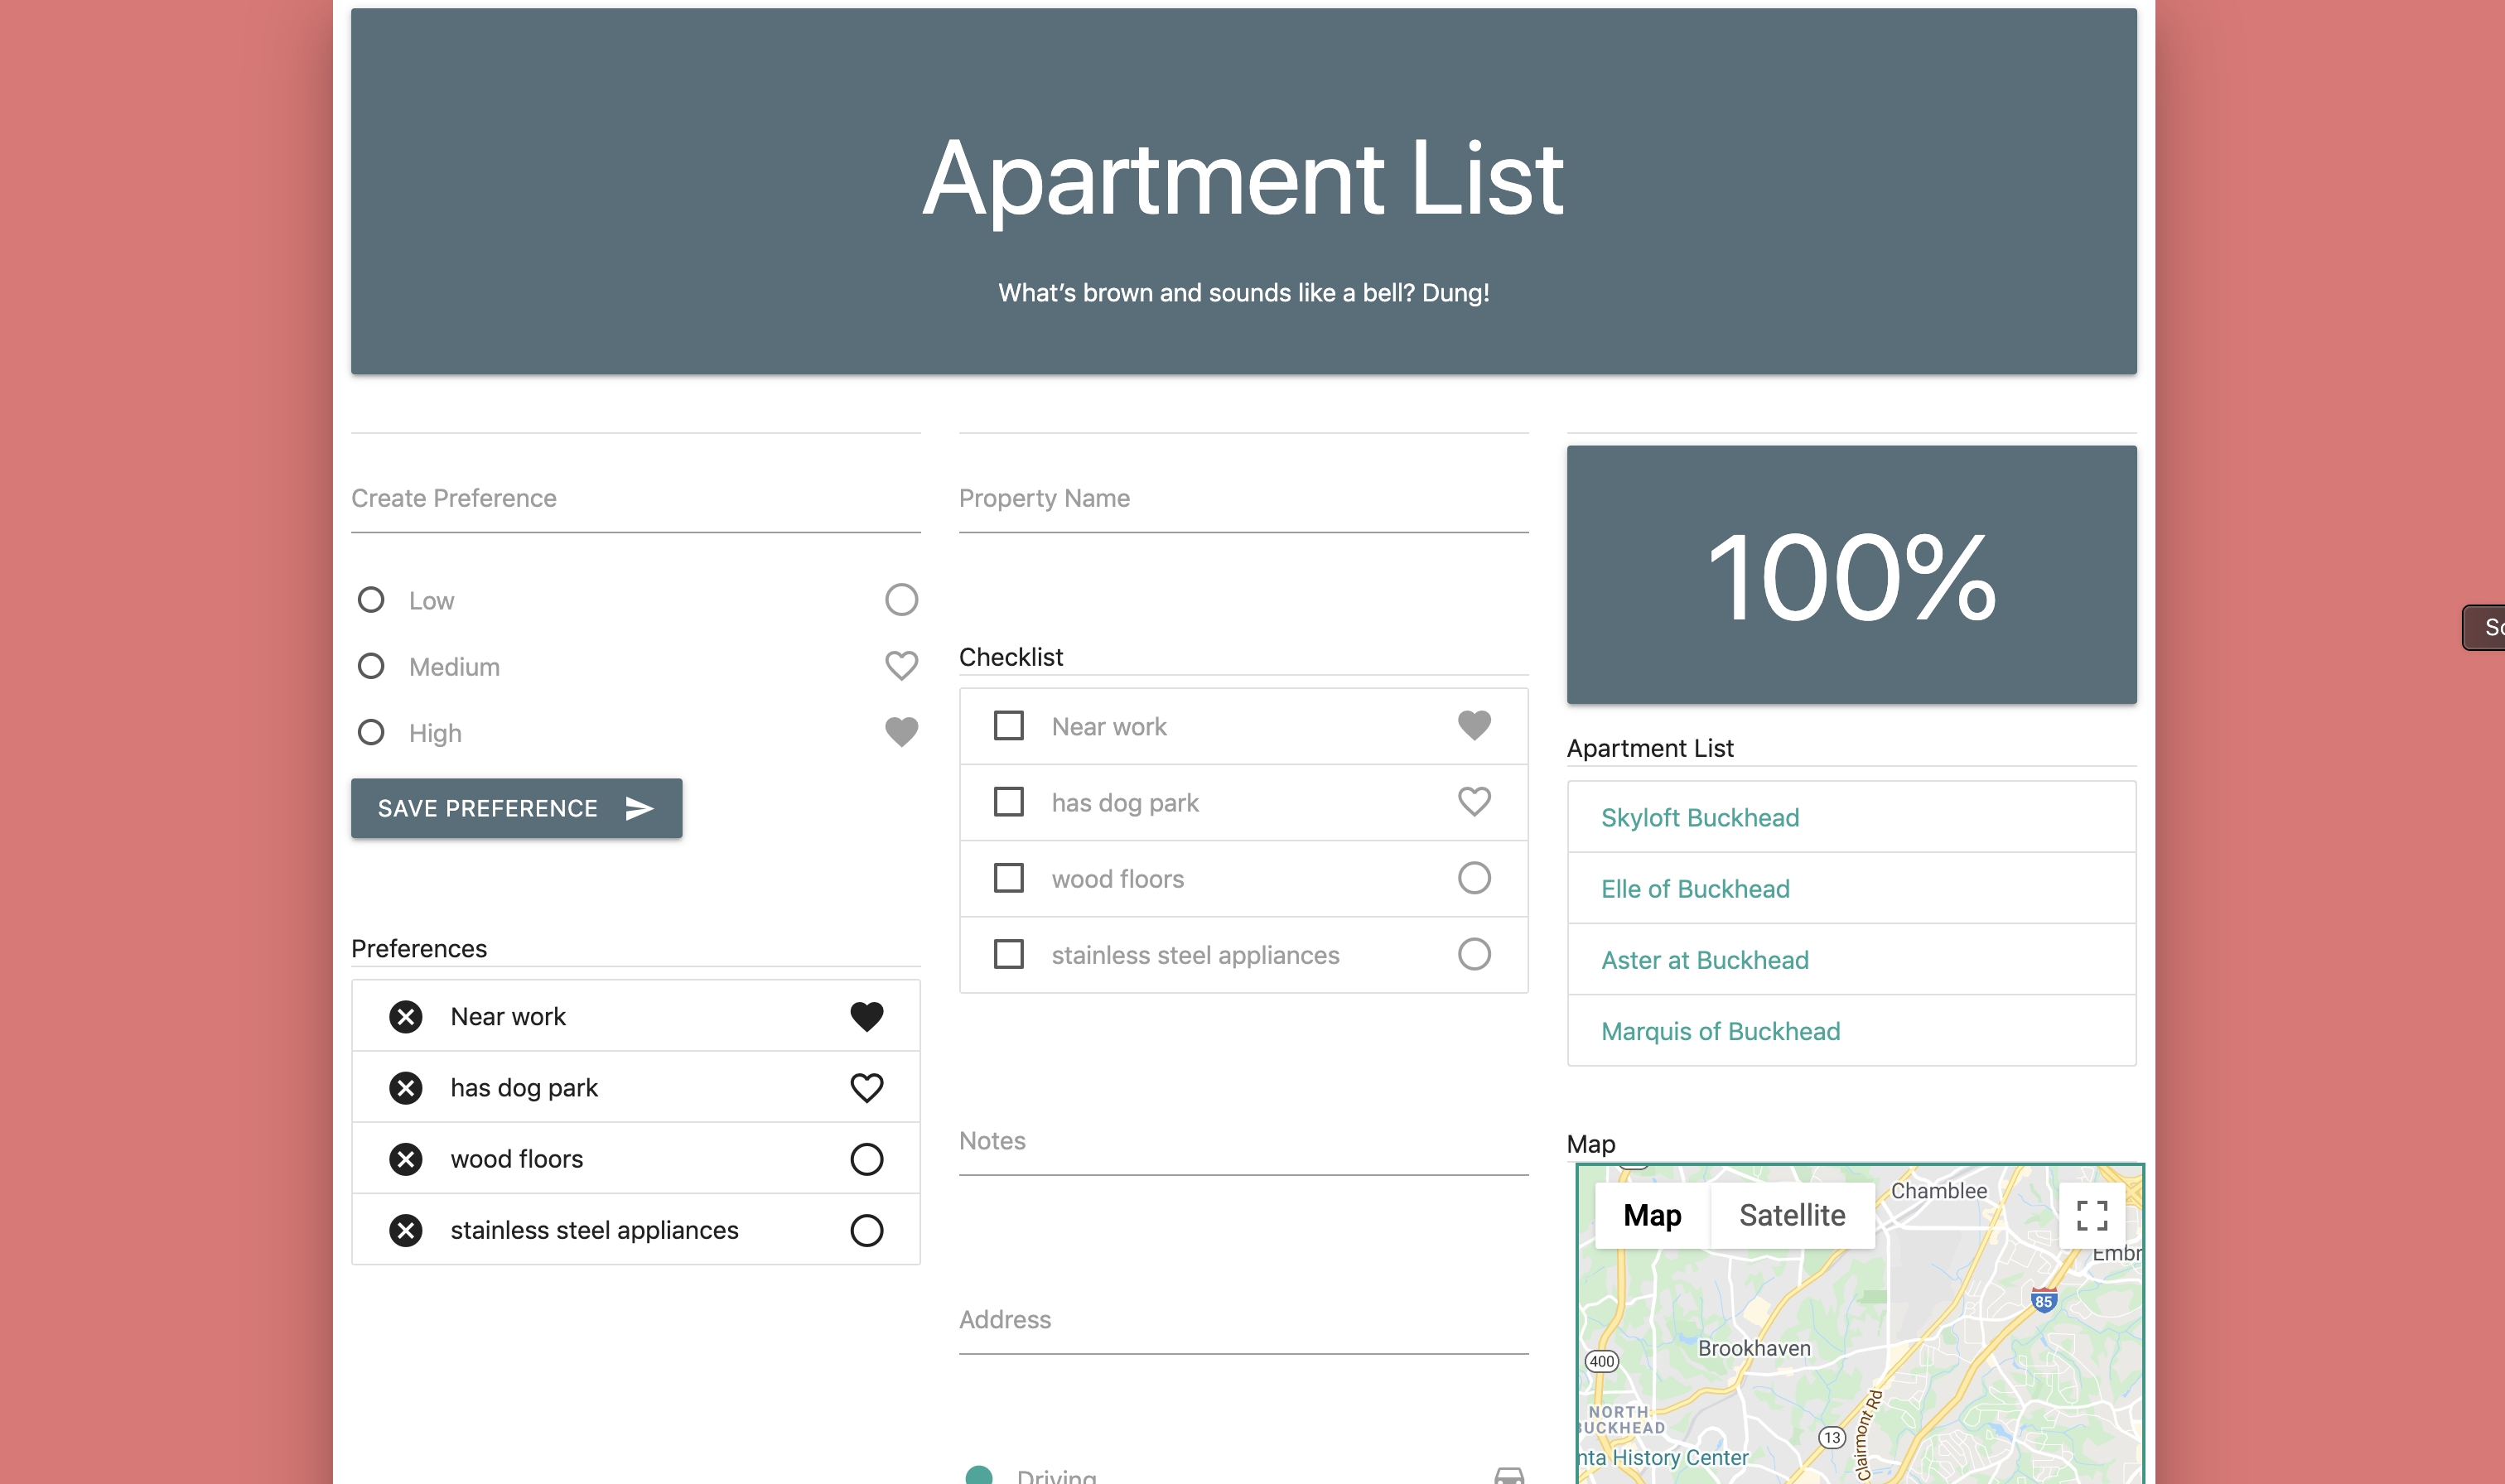 Apartment List
What's brown and sounds like a bell? Dung!
Create Preference
Low
Medium
High
SAVE PREFERENCE
Preferences
Near work
has dog park
wood floors
stainless steel appliances
Property Name
Checklist
Near work
has dog park
wood floors
stainless steel appliances
Notes
Address
Driving
100%
Apartment List
Skyloft Buckhead
Elle of Buckhead
Aster at Buckhead
Marquis of Buckhead
Map
Map
Satellite
Chamblee
Embr
85
Brookhaven
400
NORTH
BUCKHEAD
13
Clairmont Rd
nta History Center